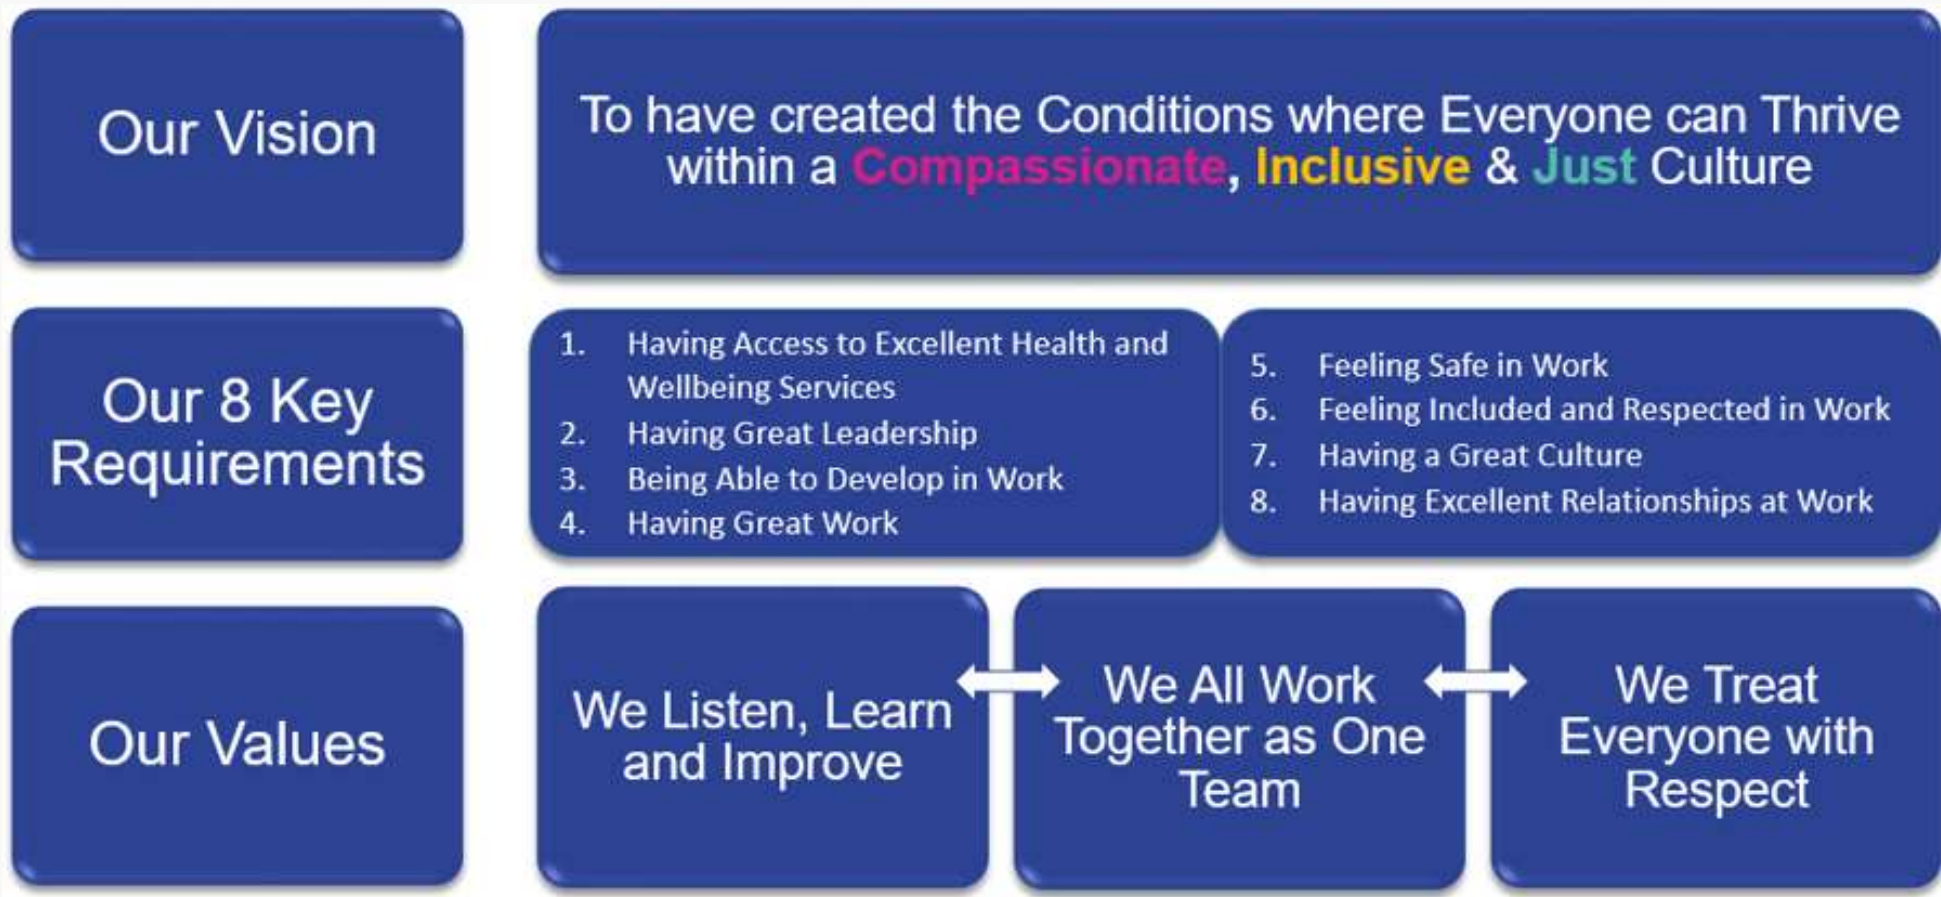 Our Vision
To have created the Conditions where Everyone can Thrive
within a Compassionate, Inclusive & Just Culture
Our 8 Key
Requirements
1. Having Access to Excellent Health and
Wellbeing Services
2. Having Great Leadership
3. Being Able to Develop in Work
4. Having Great Work
5. Feeling Safe in Work
6. Feeling Included and Respected in Work
7. Having a Great Culture
8. Having Excellent Relationships at Work
Our Values
We Listen, Learn
and Improve
We All Work
Together as One
Team
We Treat
Everyone with
Respect